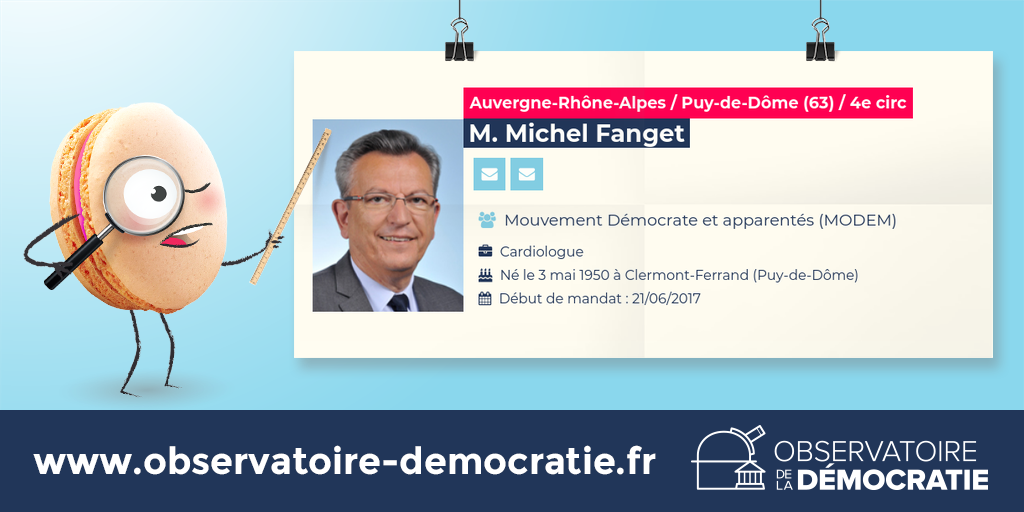 Auvergne-Rhône-Alpes / Puy-de-Dôme (63) / 4e circ
M. Michel Fanget
Mouvement Démocrate et apparentés (MODEM)
Cardiologue
Né le 3 mai 1950 à Clermont-Ferrand (Puy-de-Dôme)
Début de mandat : 21/06/2017
www.observatoire-democratie.fr
OBSERVATOIRE
DE LA DÉMOCRATIE